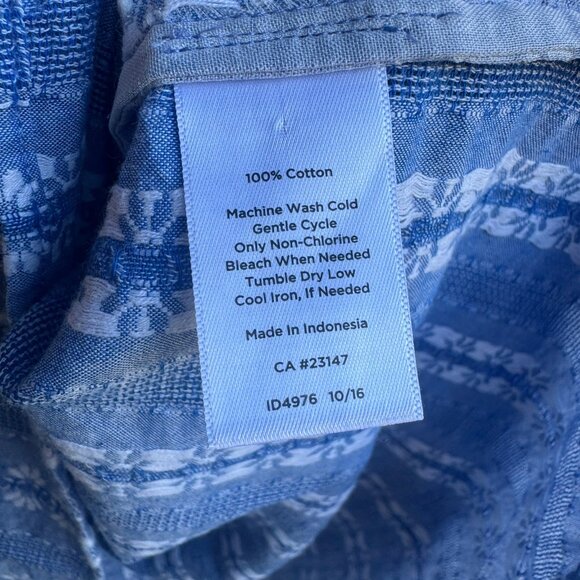 100% Cotton
Machine Wash Cold
Gentle Cycle
Only Non-Chlorine
Bleach When Needed
Tumble Dry Low
Cool Iron, If Needed
Made In Indonesia
CA #23147
ID4976 10/16